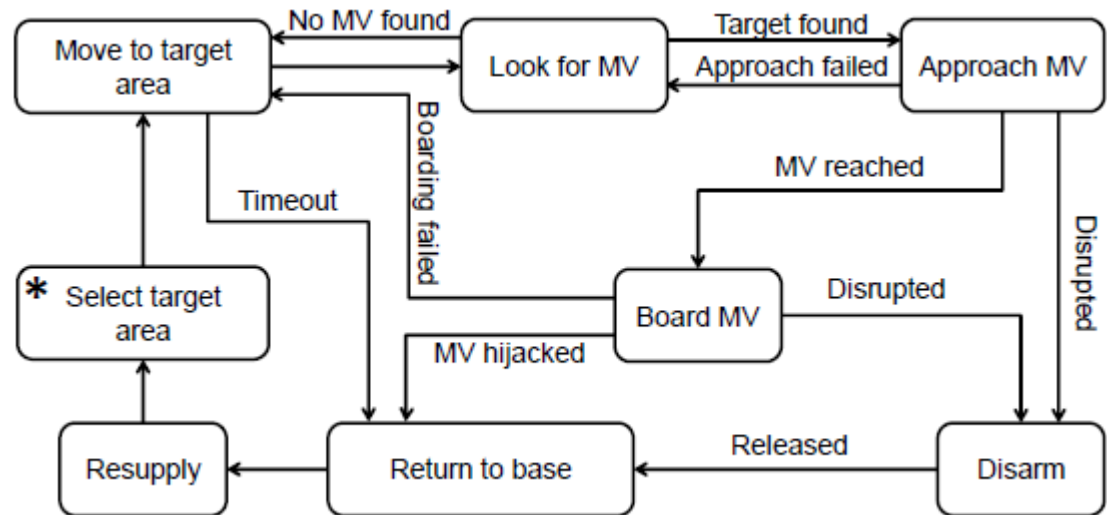 No MV found
Target found
Move to target
area
Look for MV
Approach failed
Approach MV
Boarding failed
MV reached
Timeout
Disrupted
* Select target
area
Board MV
Disrupted
MV hijacked
Resupply
Return to base
Released
Disarm